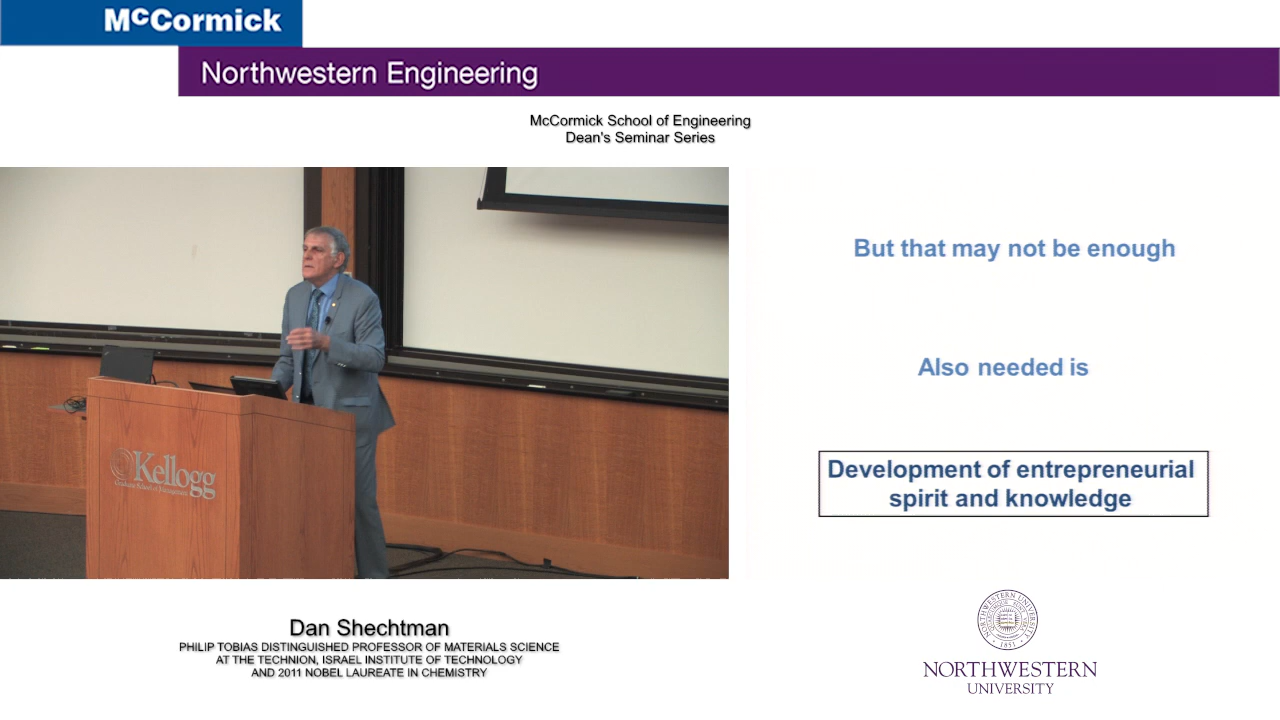 McCormick
Northwestern Engineering
McCormick School of Engineering
Dean's Seminar Series
But that may not be enough
Also needed is
Development of entrepreneurial
spirit and knowledge
Kellogg
Dan Shechtman
PHILIP TOBIAS DISTINGUISHED PROFESSOR OF MATERIALS SCIENCE
AT THE TECHNION, ISRAEL INSTITUTE OF TECHNOLOGY
AND 2011 NOBEL LAUREATE IN CHEMISTRY
NORTHWESTERN
UNIVERSITY